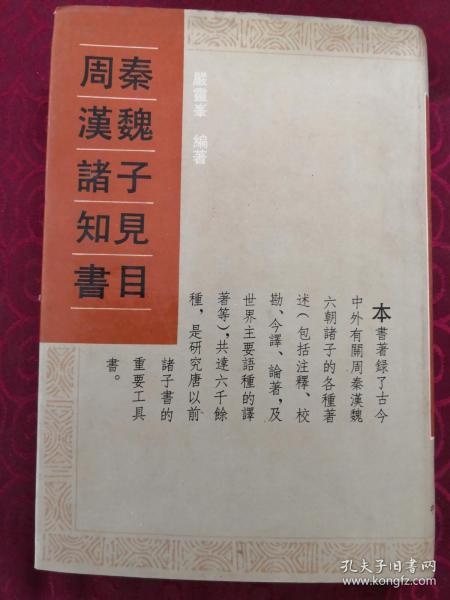 周秦
漢魏
諸子
知見
書目
嚴靈峯 編著
本書著録了古今
中外有關周秦漢魏
六朝諸子的各種著
述(包括注釋、校
勘、今譯、論著,及
世界主要語種的譯
著等),共達六千餘
種,是研究唐以前
諸子書的
重要工具
書。
孔夫子旧书网
www.kongfz.com